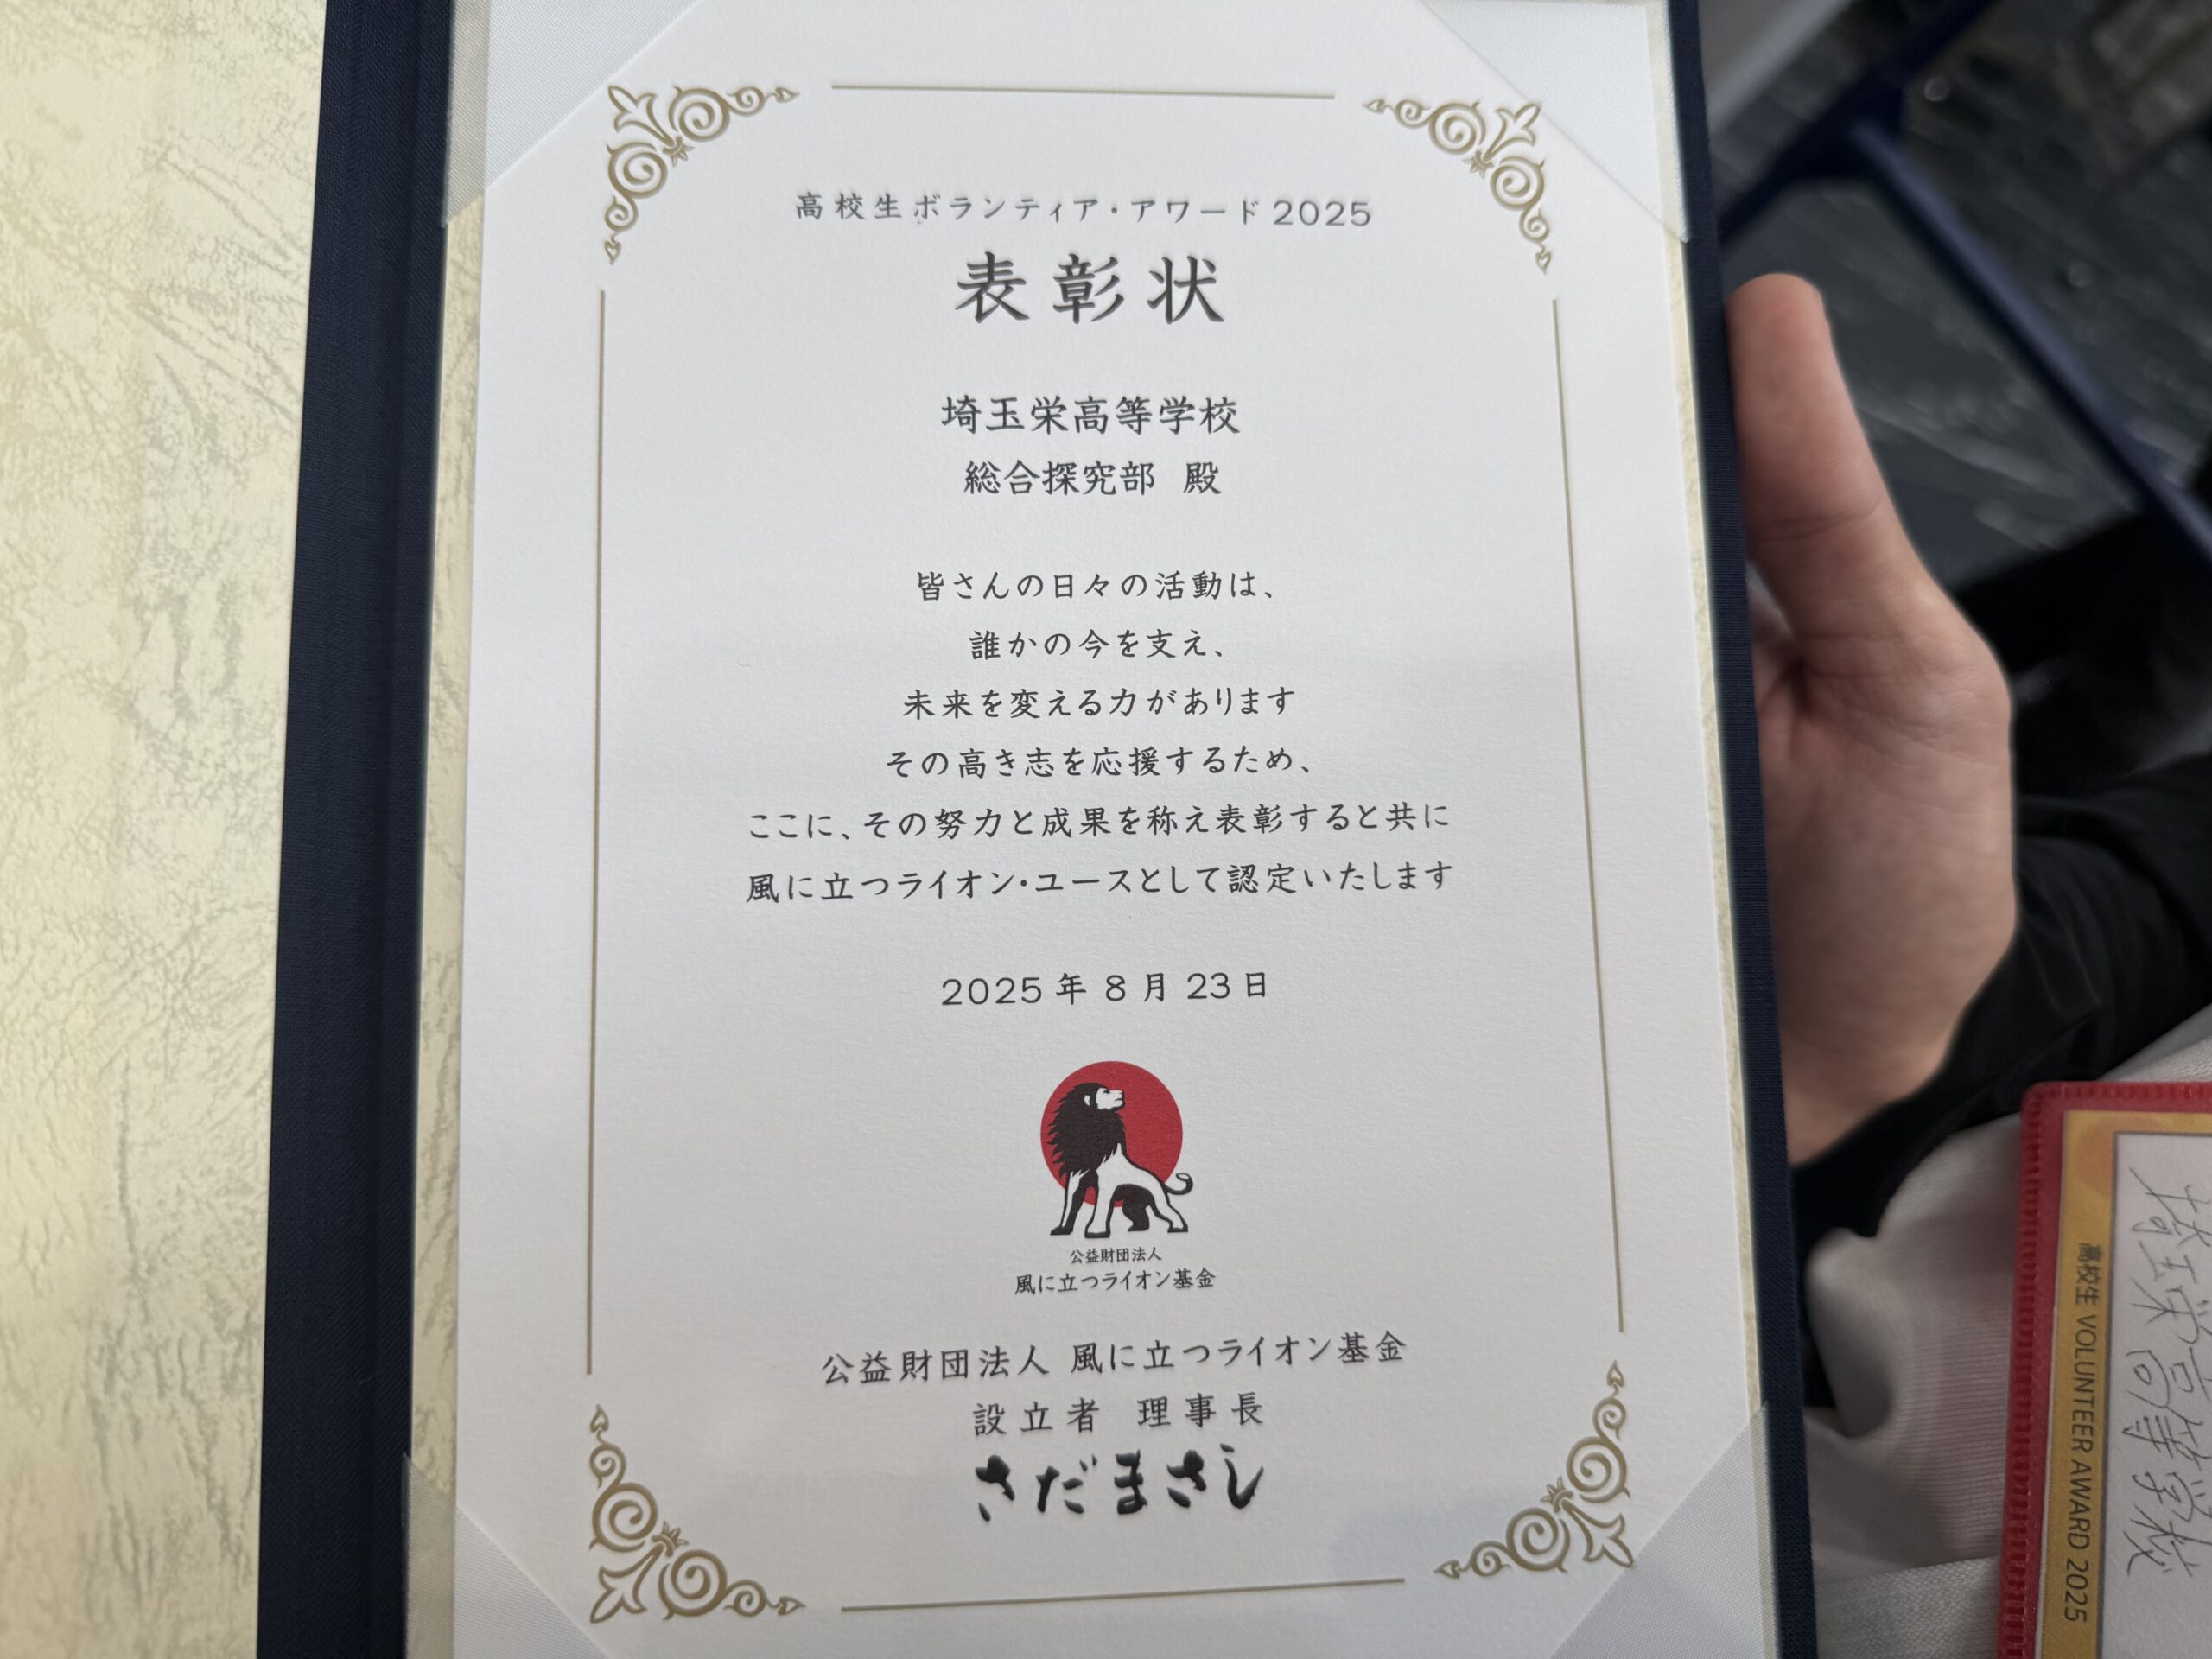 高校生ボランティア・アワード2025
表彰状
埼玉栄高等学校
総合探究部 殿
皆さんの日々の活動は、
誰かの今を支え、
未来を変える力があります
その高き志を応援するため、
ここに、その努力と成果を称え表彰すると共に
風に立つライオン・ユースとして認定いたします
2025年8月23日
公益財団法人
風に立つライオン基金
公益財団法人 風に立つライオン基金
設立者 理事長
さだまさし
高校生 VOLUNTEER AWARD 2025
埼玉栄高等学校